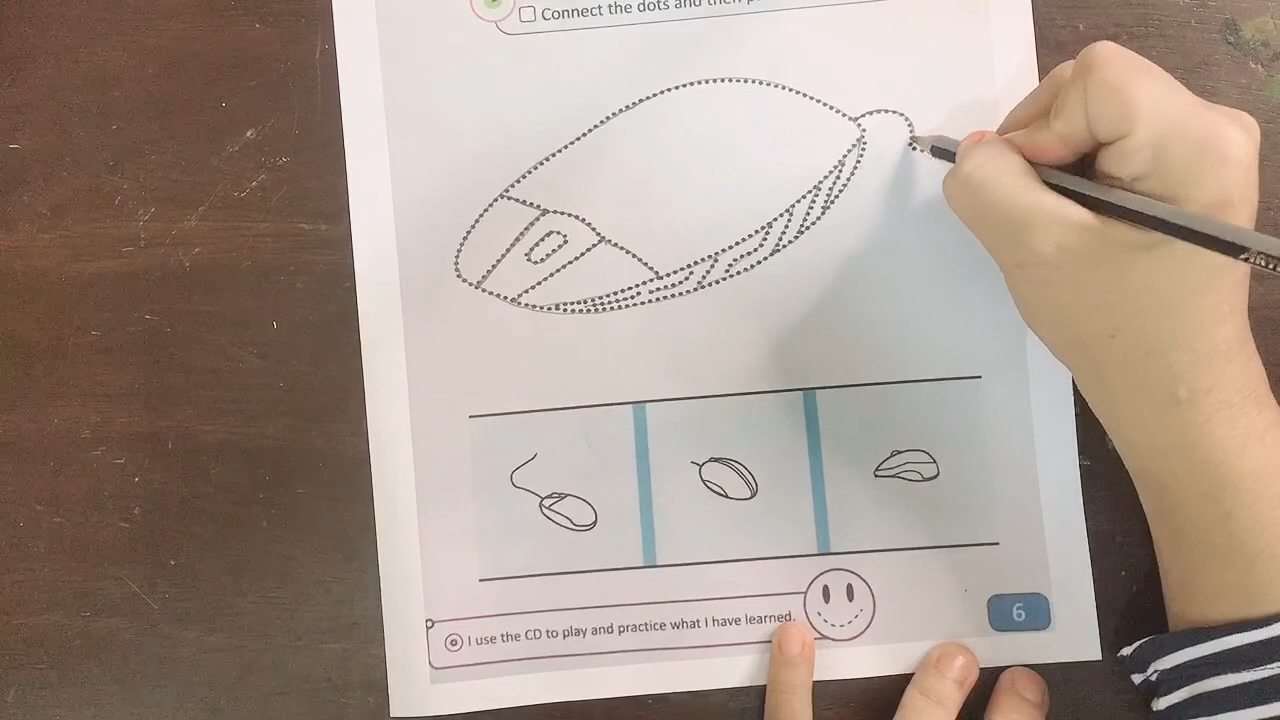 Connect the dots and then
I use the CD to play and practice what I have learned.
6